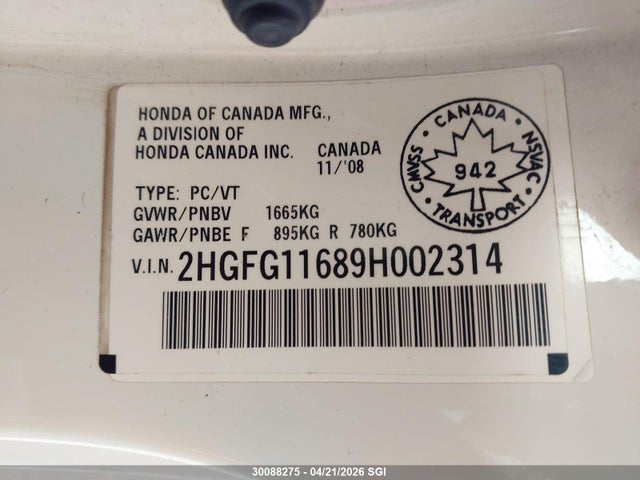 HONDA OF CANADA MFG.,
A DIVISION OF
HONDA CANADA INC. CANADA
11/'08
TYPE: PC/VT
GVWR/PNBV 1665KG
GAWR/PNBE F 895KG R 780KG
V.I.N. 2HGFG11689H002314
CANADA
CMVSS 942 NSVAC
TRANSPORT
30088275 - 04/21/2026 SGI